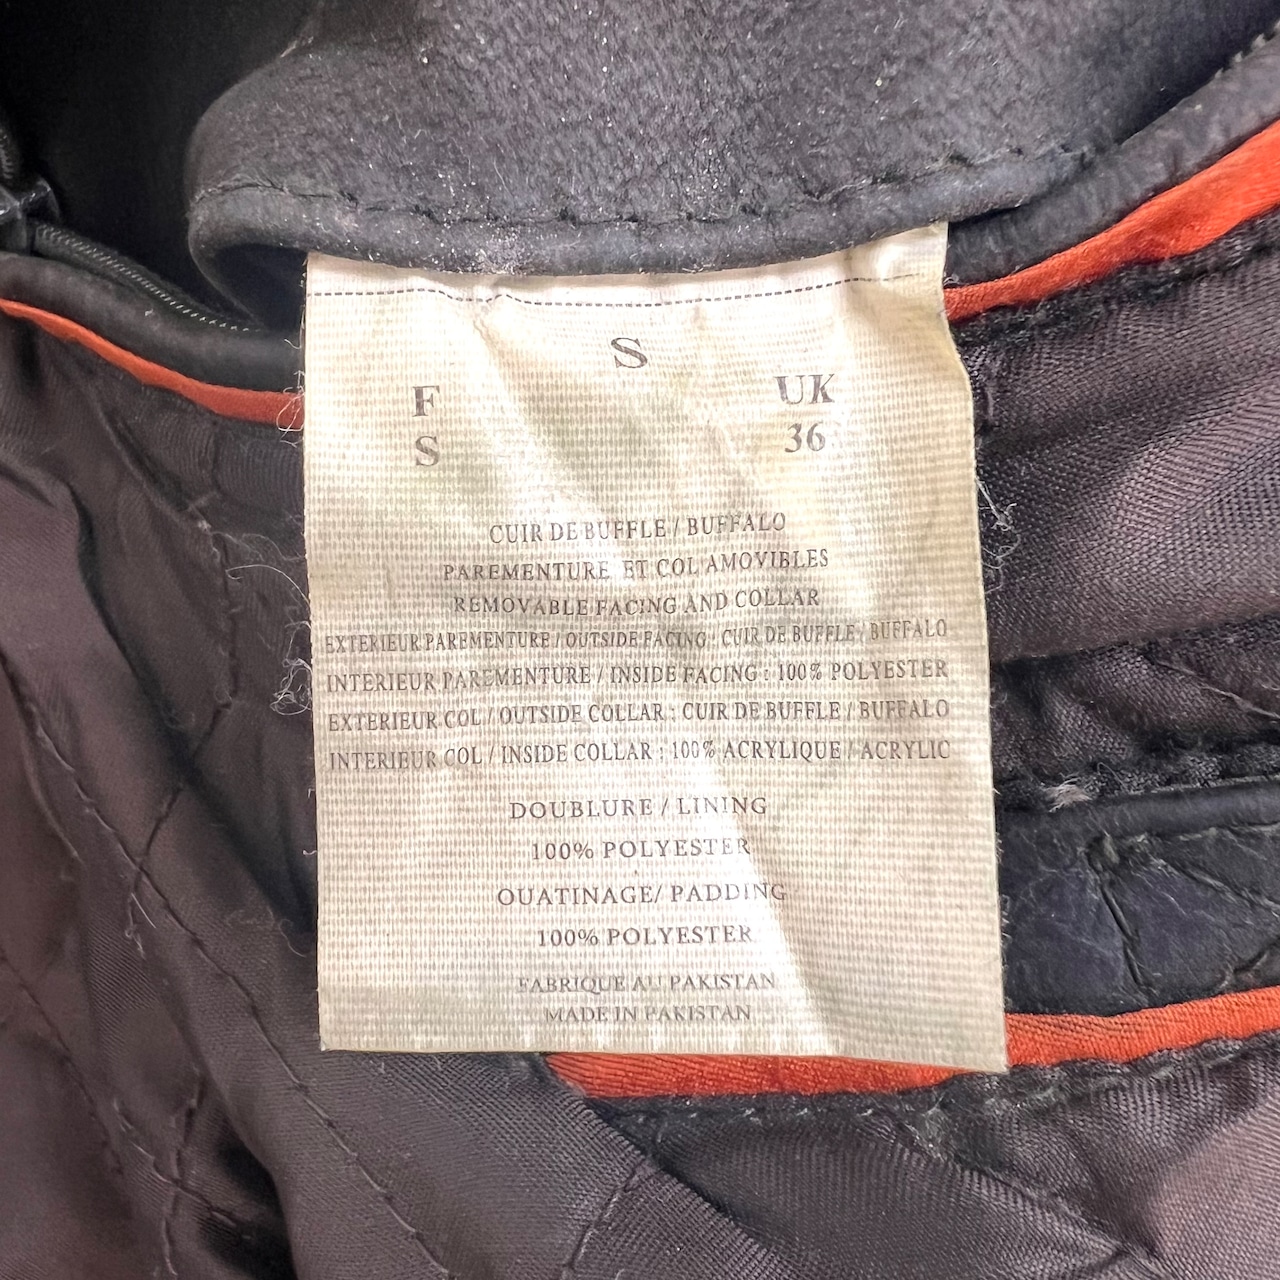 S
F UK
S 36
CUIR DE BUFFLE / BUFFALO
PAREMENTURE ET COL AMOVIBLES
REMOVABLE FACING AND COLLAR
EXTERIEUR PAREMENTURE / OUTSIDE FACING : CUIR DE BUFFLE / BUFFALO
INTERIEUR PAREMENTURE / INSIDE FACING : 100% POLYESTER
EXTERIEUR COL / OUTSIDE COLLAR : CUIR DE BUFFLE / BUFFALO
INTERIEUR COL / INSIDE COLLAR : 100% ACRYLIQUE / ACRYLIC
DOUBLURE / LINING
100% POLYESTER
OUATINAGE/ PADDING
100% POLYESTER
FABRIQUE AU PAKISTAN
MADE IN PAKISTAN